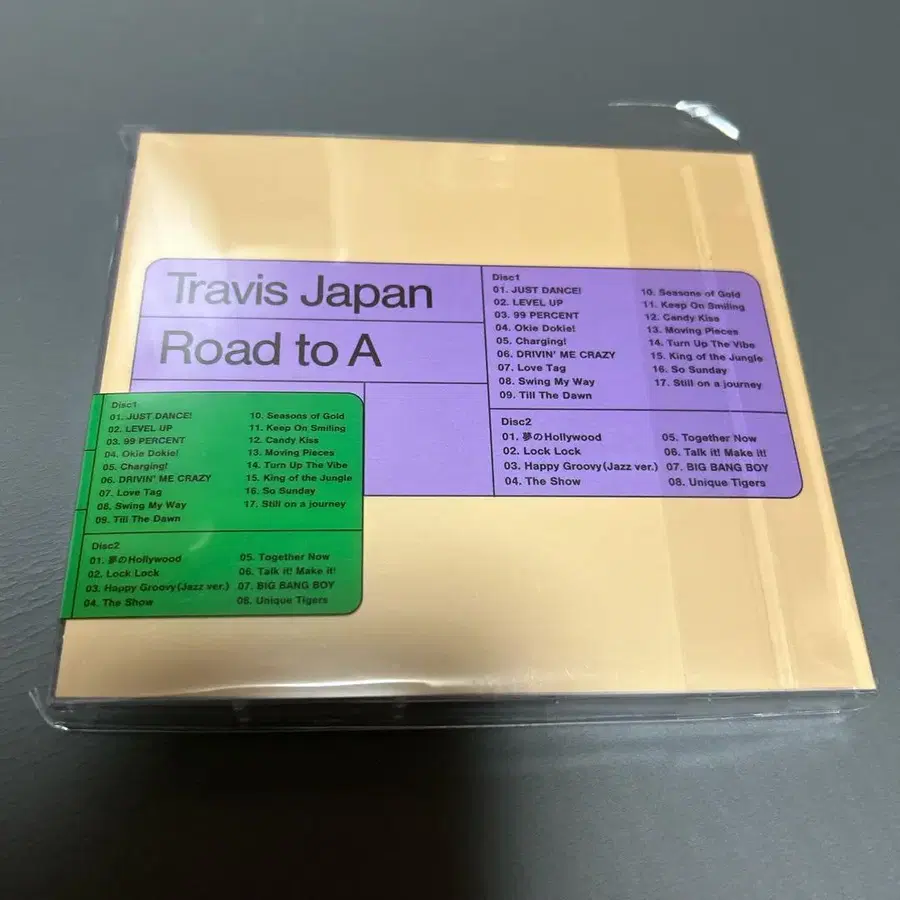 Travis Japan
Road to A
Disc1
01. JUST DANCE!
02. LEVEL UP
03. 99 PERCENT
04. Okie Dokie!
05. Charging!
06. DRIVIN' ME CRAZY
07. Love Tag
08. Swing My Way
09. Till The Dawn
10. Seasons of Gold
11. Keep On Smiling
12. Candy Kiss
13. Moving Pieces
14. Turn Up The Vibe
15. King of the Jungle
16. So Sunday
17. Still on a journey
Disc2
01. 夢のHollywood
02. Lock Lock
03. Happy Groovy(Jazz ver.)
04. The Show
05. Together Now
06. Talk it! Make it!
07. BIG BANG BOY
08. Unique Tigers
Disc1
01. JUST DANCE!
02. LEVEL UP
03. 99 PERCENT
04. Okie Dokie!
05. Charging!
06. DRIVIN' ME CRAZY
07. Love Tag
08. Swing My Way
09. Till The Dawn
10. Seasons of Gold
11. Keep On Smiling
12. Candy Kiss
13. Moving Pieces
14. Turn Up The Vibe
15. King of the Jungle
16. So Sunday
17. Still on a journey
Disc2
01. 夢のHollywood
02. Lock Lock
03. Happy Groovy(Jazz ver.)
04. The Show
05. Together Now
06. Talk it! Make it!
07. BIG BANG BOY
08. Unique Tigers